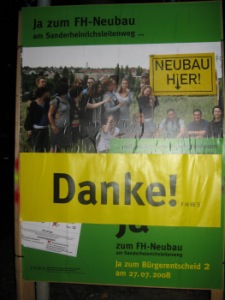 Ja zum FH-Neubau
am Sanderheinrichsleitenweg ...
NEUBAU
HIER!
Danke!
Ja
zum FH-Neubau
am Sanderheinrichsleitenweg
Ja zum Bürgerentscheid 2
am 27.07.2008